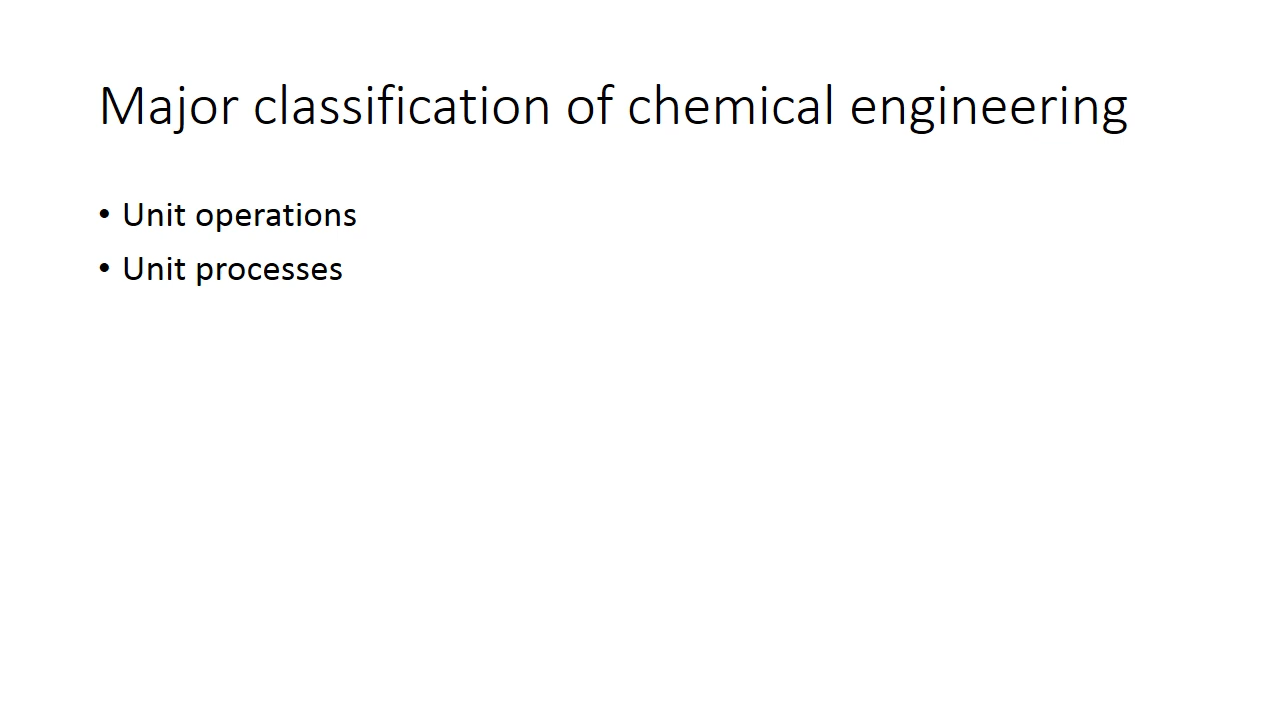 Major classification of chemical engineering
• Unit operations
• Unit processes